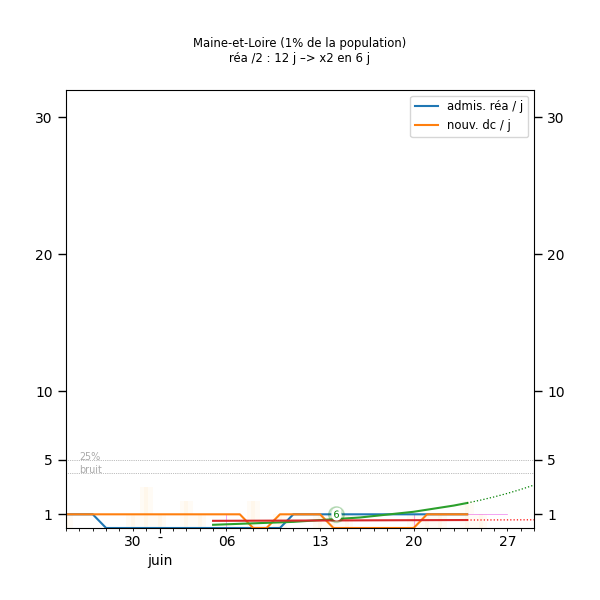 Maine-et-Loire (1% de la population)
réa /2 : 12 j –> x2 en 6 j
admis. réa / j
nouv. dc / j
30 30
20 20
10 10
5 5
25%
bruit
1 6 1
30 - 06 13 20 27
juin